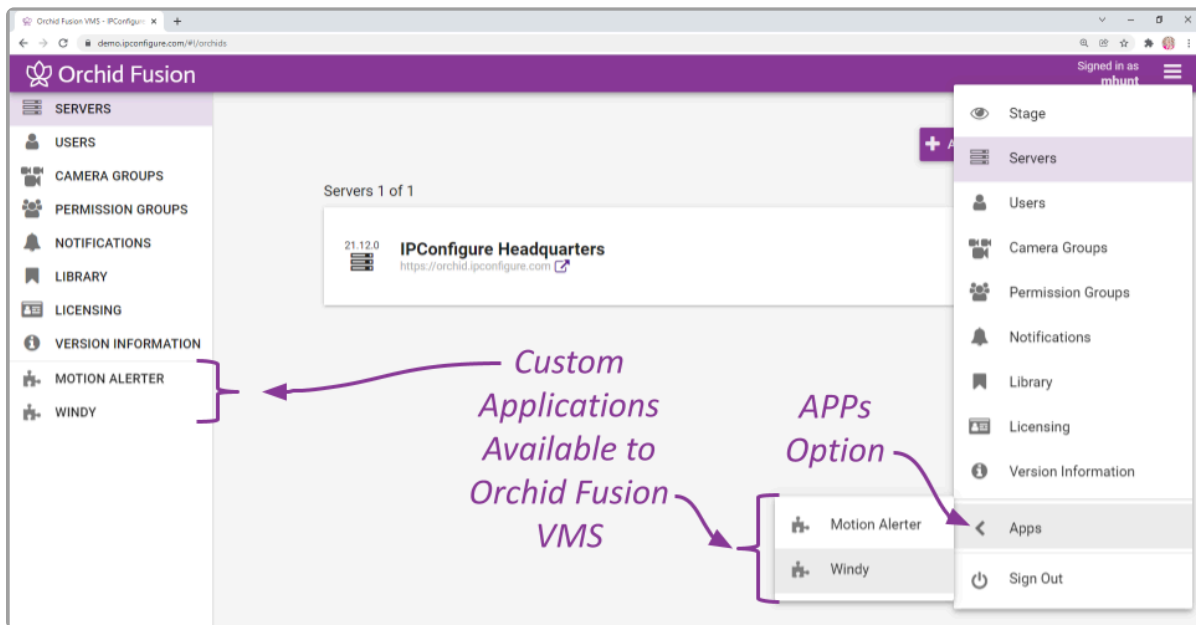 Orchid Fusion VMS - IPConfigur
demo.ipconfigure.com/#!/orchids
Orchid Fusion
Signed in as
mhunt
SERVERS
USERS
CAMERA GROUPS
PERMISSION GROUPS
NOTIFICATIONS
LIBRARY
LICENSING
VERSION INFORMATION
MOTION ALERTER
WINDY
Servers 1 of 1
21.12.0
IPConfigure Headquarters
https://orchid.ipconfigure.com
Custom
Applications
Available to
Orchid Fusion
VMS
APPs
Option
Stage
Servers
Users
Camera Groups
Permission Groups
Notifications
Library
Licensing
Version Information
Apps
Sign Out
Motion Alerter
Windy